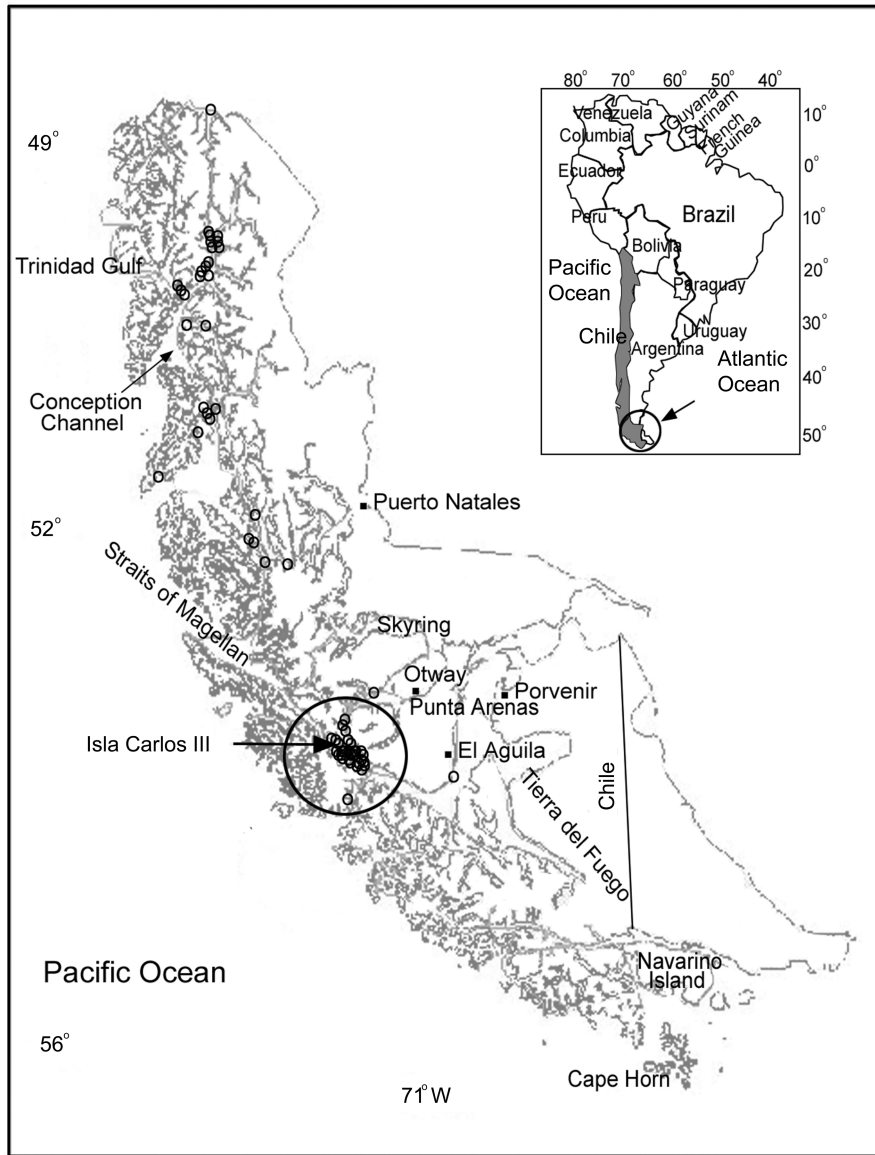 80° 70° 60° 50° 40°
49°
Trinidad Gulf
Conception
Channel
52°
Puerto Natales
Straits of Magellan
Skyring
Otway
Punta Arenas
Porvenir
Isla Carlos III
El Aguila
Tierra del Fuego
Chile
Pacific Ocean
Navarino
Island
56°
Cape Horn
71° W
Venezuela
Guyana
Surinam
French
Guinea
Columbia
Ecuador
Peru
Brazil
Bolivia
Pacific
Ocean
Paraguay
Chile
Uruguay
Argentina
Atlantic
Ocean
10°
0°
10°
20°
30°
40°
50°